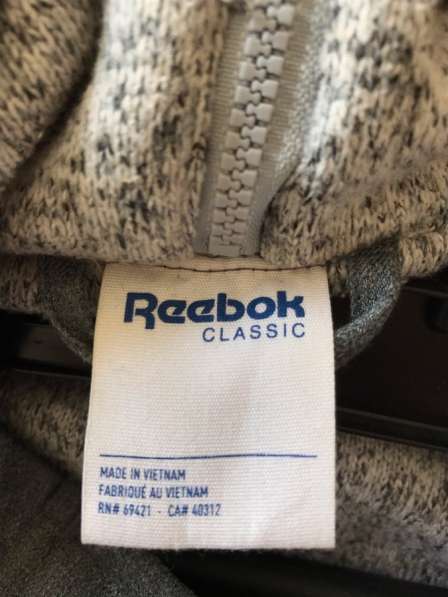 Reebok
CLASSIC
MADE IN VIETNAM
FABRIQUÉ AU VIETNAM
RN# 69421 - CA# 40312